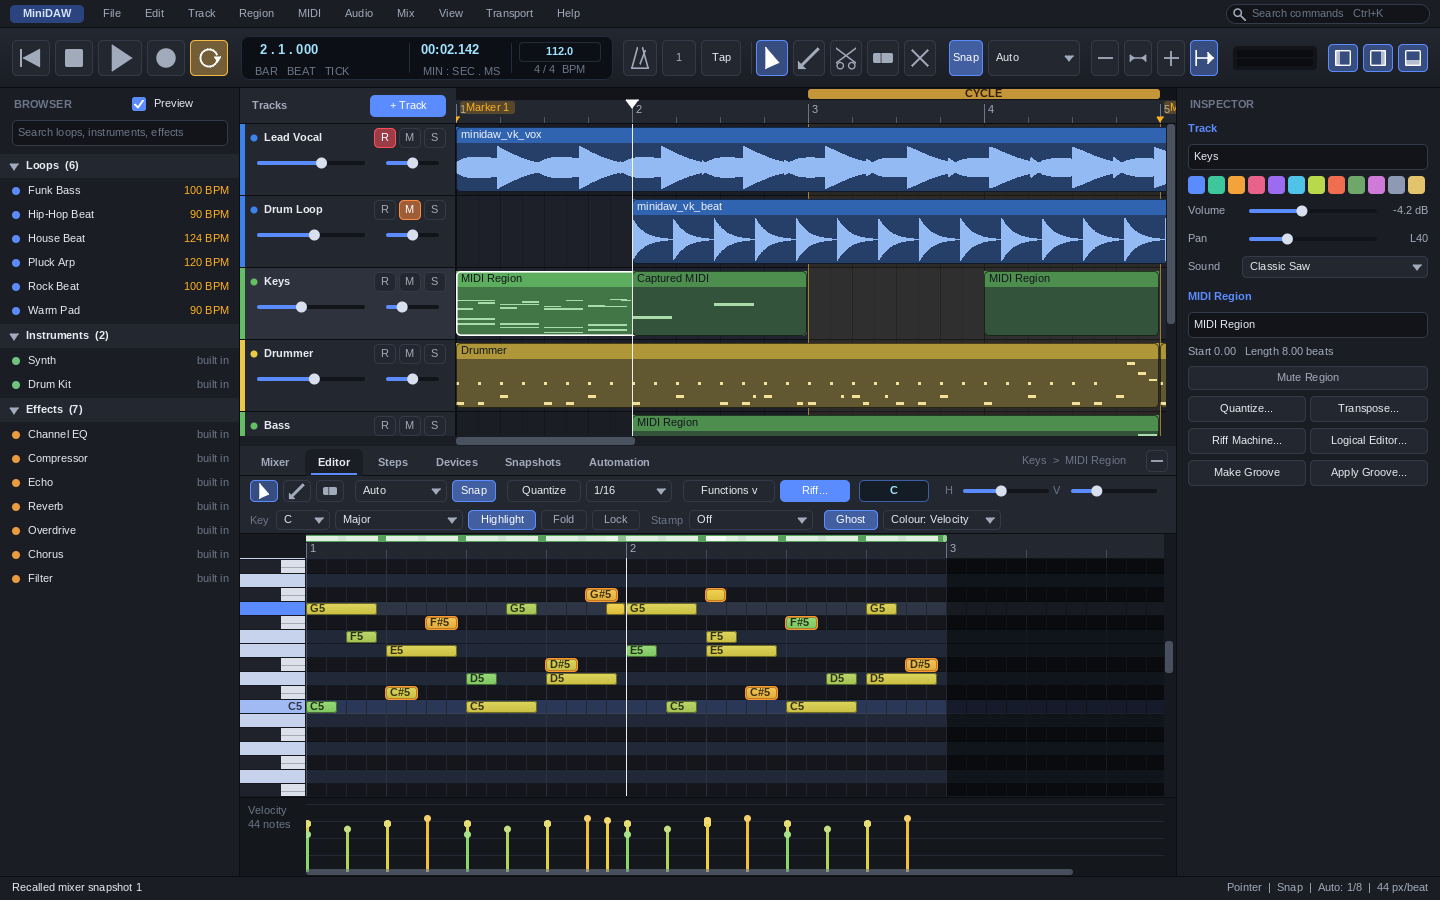 MiniDAW File Edit Track Region MIDI Audio Mix View Transport Help Search commands Ctrl+K
2 . 1 . 000 00:02.142 112.0
BAR BEAT TICK MIN : SEC . MS 4 / 4 BPM
1 Tap Snap Auto
BROWSER Preview
Search loops, instruments, effects
Loops (6)
Funk Bass 100 BPM
Hip-Hop Beat 90 BPM
House Beat 124 BPM
Pluck Arp 120 BPM
Rock Beat 100 BPM
Warm Pad 90 BPM
Instruments (2)
Synth built in
Drum Kit built in
Effects (7)
Channel EQ built in
Compressor built in
Echo built in
Reverb built in
Overdrive built in
Chorus built in
Filter built in
Tracks + Track
CYCLE
1 Marker 1 2 3 4 5 M
Lead Vocal R M S
minidaw_vk_vox
Drum Loop R M S
minidaw_vk_beat
Keys R M S
MIDI Region Captured MIDI MIDI Region
Drummer R M S
Drummer
Bass R M S
MIDI Region
Mixer Editor Steps Devices Snapshots Automation Keys > MIDI Region
Auto Snap Quantize 1/16 Functions v Riff... C H V
Key C Major Highlight Fold Lock Stamp Off Ghost Colour: Velocity
1 2 3
G#5
G5 G5 G5 G5
F#5 F#5
F5 F5
E5 E5 E5
D#5 D#5
D5 D5 D5 D5
C#5 C#5
C5 C5 C5 C5 C5
Velocity
44 notes
INSPECTOR
Track
Keys
Volume -4.2 dB
Pan L40
Sound Classic Saw
MIDI Region
MIDI Region
Start 0.00 Length 8.00 beats
Mute Region
Quantize... Transpose...
Riff Machine... Logical Editor...
Make Groove Apply Groove...
Recalled mixer snapshot 1 Pointer | Snap | Auto: 1/8 | 44 px/beat